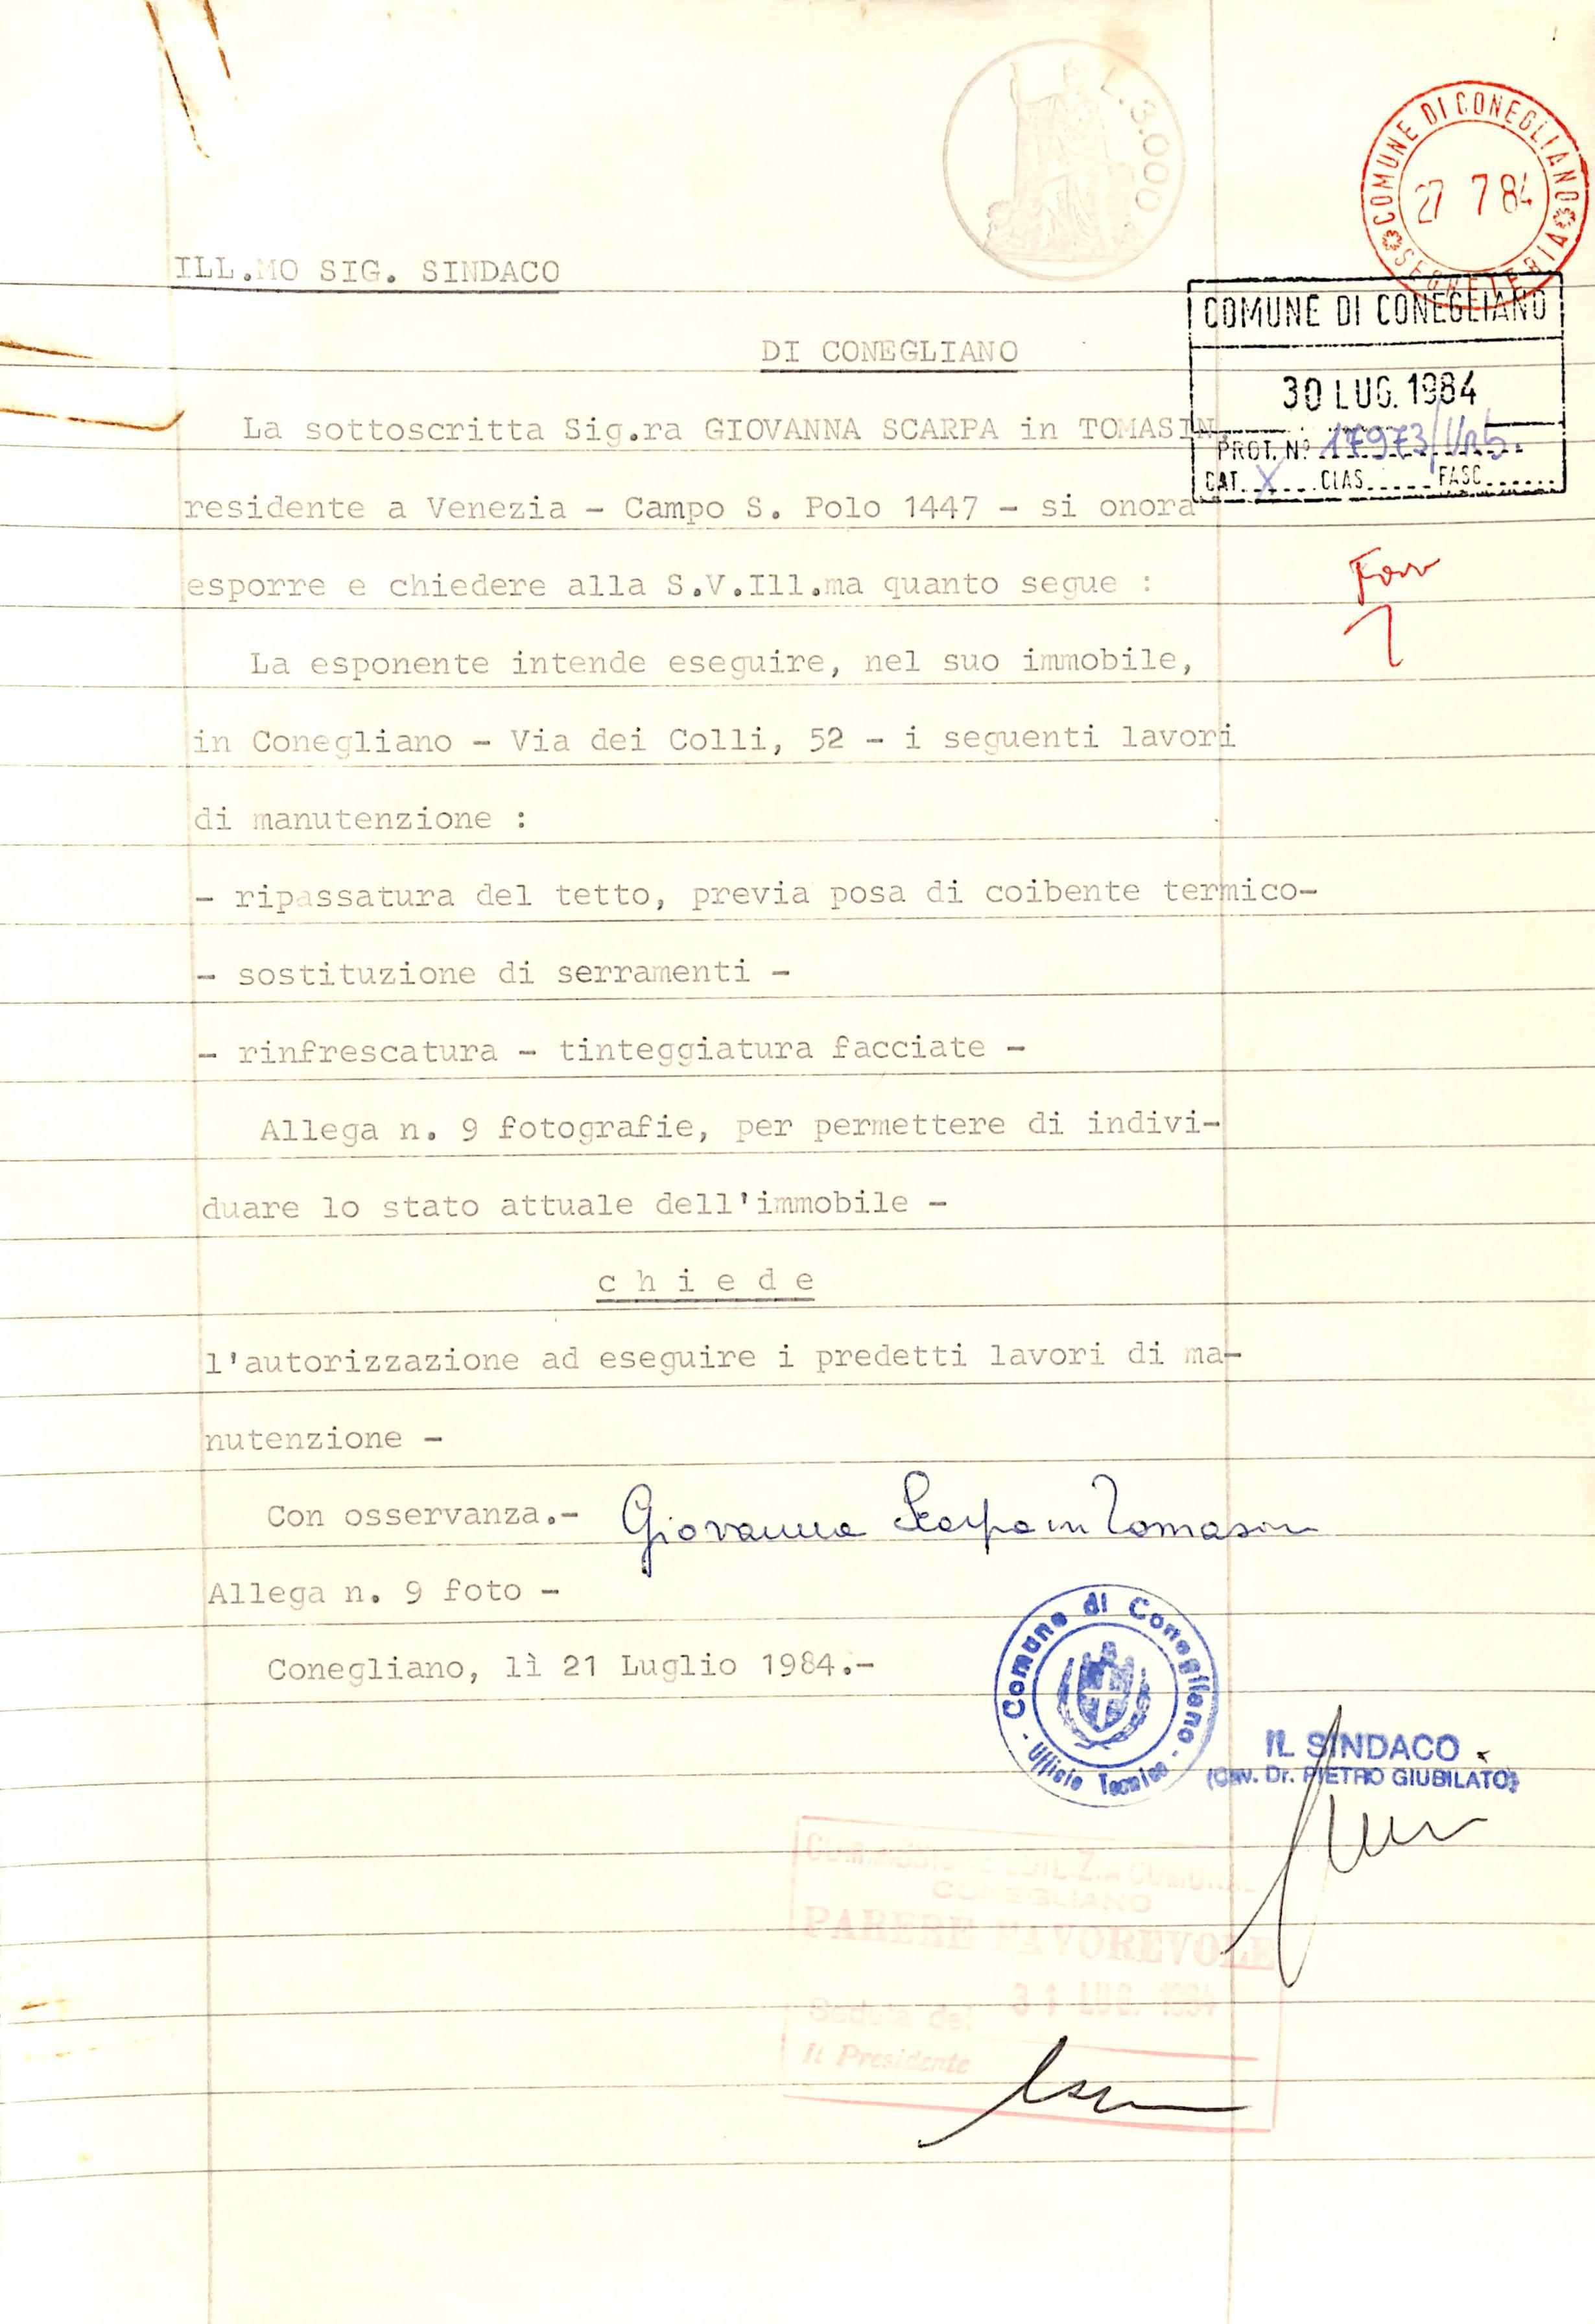 L. 3.000
COMUNE DI CONEGLIANO
27 7 84
SEGRETERIA
ILL.MO SIG. SINDACO
DI CONEGLIANO
COMUNE DI CONEGLIANO
30 LUG. 1984
PROT. Nº 17973/Urb.
CAT. X CLAS. FASC.
La sottoscritta Sig.ra GIOVANNA SCARPA in TOMASIN,
residente a Venezia - Campo S. Polo 1447 - si onora
esporre e chiedere alla S.V.Ill.ma quanto segue :
La esponente intende eseguire, nel suo immobile,
in Conegliano - Via dei Colli, 52 - i seguenti lavori
di manutenzione :
- ripassatura del tetto, previa posa di coibente termico-
- sostituzione di serramenti -
- rinfrescatura - tinteggiatura facciate -
Allega n. 9 fotografie, per permettere di indivi-
duare lo stato attuale dell'immobile -
c h i e d e
l'autorizzazione ad eseguire i predetti lavori di ma-
nutenzione -
Con osservanza.- Giovanna Scarpa in Tomasin
Allega n. 9 foto -
Conegliano, lì 21 Luglio 1984.-
Comune di Conegliano
- Ufficio Tecnico -
IL SINDACO
(Cav. Dr. PIETRO GIUBILATO)
COMMISSIONE EDILIZIA COMUNALE
CONEGLIANO
PARERE FAVOREVOLE
Seduta del 31 LUG. 1984
Il Presidente